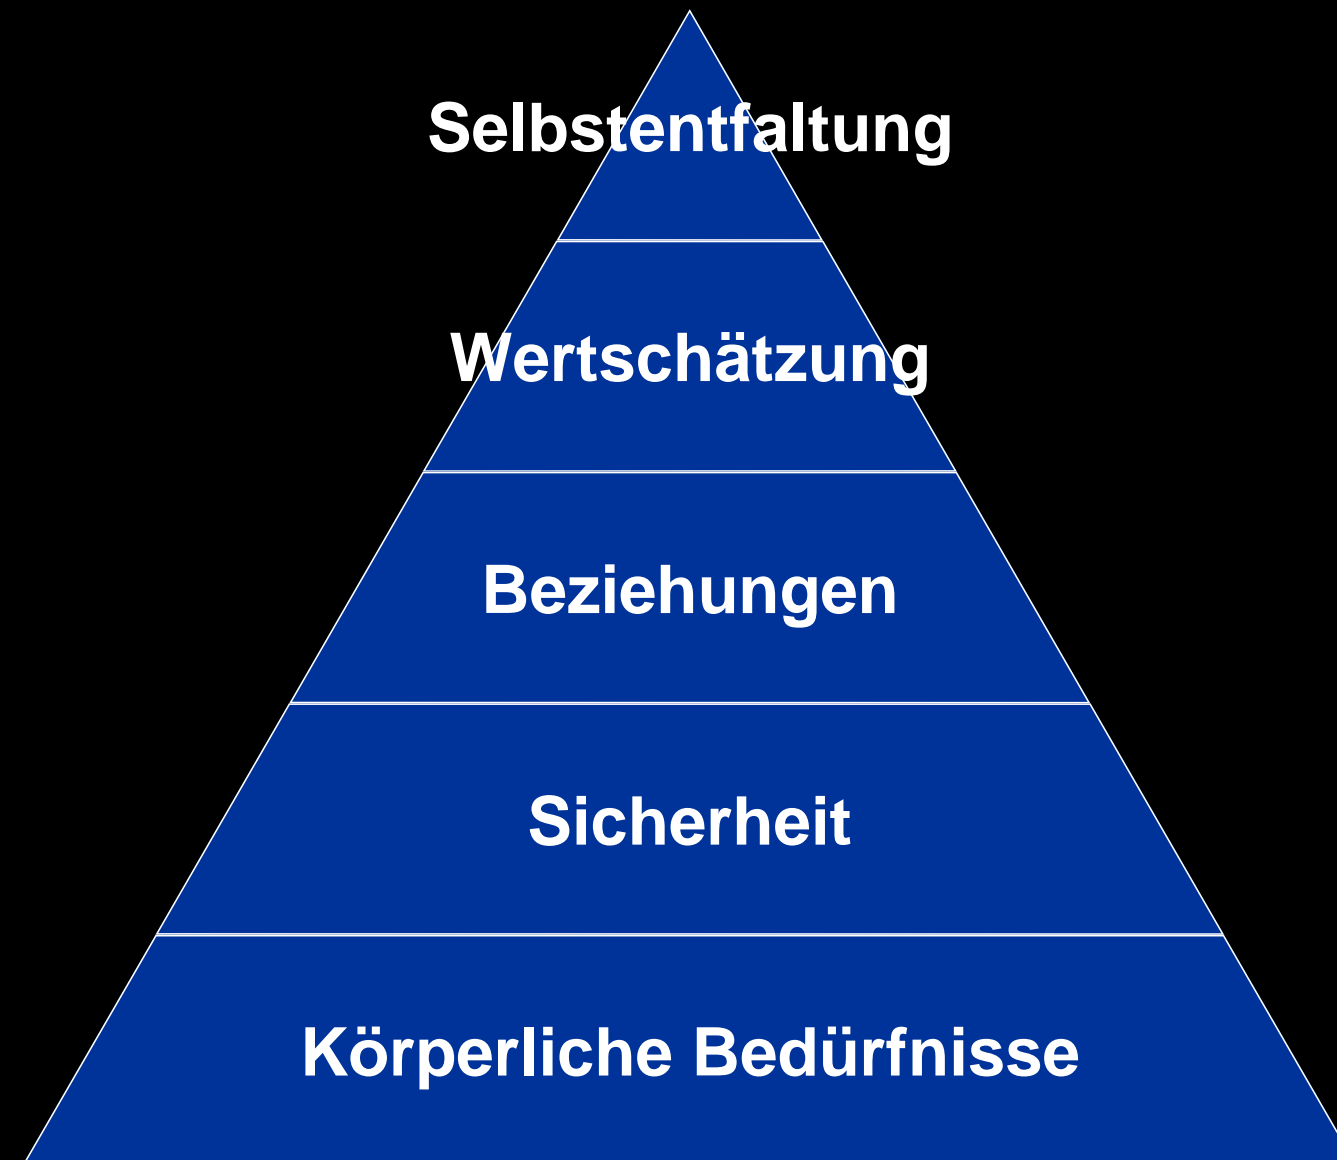 Selbstentfaltung
Wertschätzung
Beziehungen
Sicherheit
Körperliche Bedürfnisse